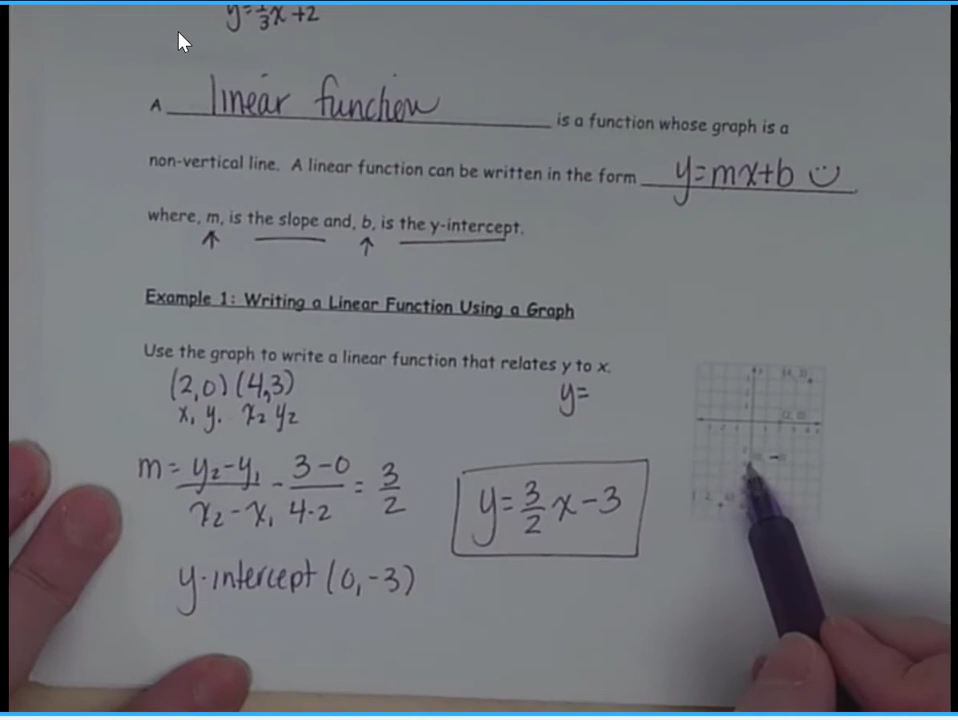 y=1/3x+2
A linear function is a function whose graph is a
non-vertical line. A linear function can be written in the form y=mx+b
where, m, is the slope and, b, is the y-intercept.
Example 1: Writing a Linear Function Using a Graph
Use the graph to write a linear function that relates y to x.
(2,0) (4,3) y=
x, y. x₂ y₂
m = y₂-y₁/x₂-x₁ - 3-0/4-2 = 3/2
y=3/2x-3
y-intercept (0,-3)